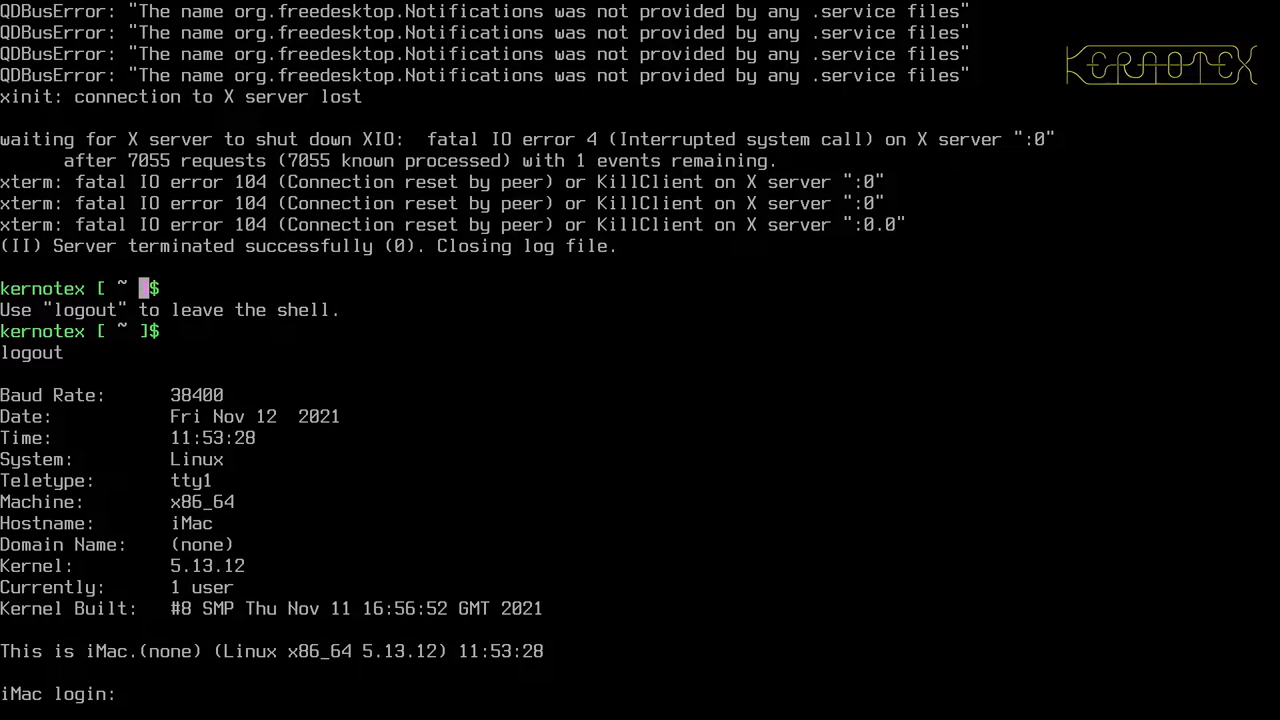 QDBusError: "The name org.freedesktop.Notifications was not provided by any .service files"
QDBusError: "The name org.freedesktop.Notifications was not provided by any .service files"
QDBusError: "The name org.freedesktop.Notifications was not provided by any .service files"
QDBusError: "The name org.freedesktop.Notifications was not provided by any .service files"
KERNOTEX
xinit: connection to X server lost
waiting for X server to shut down XIO:  fatal IO error 4 (Interrupted system call) on X server ":0"
      after 7055 requests (7055 known processed) with 1 events remaining.
xterm: fatal IO error 104 (Connection reset by peer) or KillClient on X server ":0"
xterm: fatal IO error 104 (Connection reset by peer) or KillClient on X server ":0"
xterm: fatal IO error 104 (Connection reset by peer) or KillClient on X server ":0.0"
(II) Server terminated successfully (0). Closing log file.
kernotex [ ~ ]$
Use "logout" to leave the shell.
kernotex [ ~ ]$
logout
Baud Rate:      38400
Date:           Fri Nov 12  2021
Time:           11:53:28
System:         Linux
Teletype:       tty1
Machine:        x86_64
Hostname:       iMac
Domain Name:    (none)
Kernel:         5.13.12
Currently:      1 user
Kernel Built:   #8 SMP Thu Nov 11 16:56:52 GMT 2021
This is iMac.(none) (Linux x86_64 5.13.12) 11:53:28
iMac login: